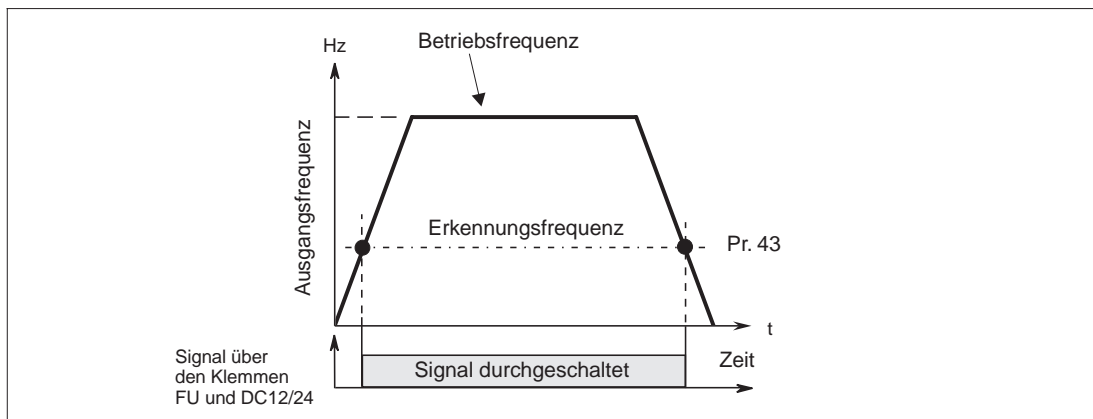 Hz
Betriebsfrequenz
Ausgangsfrequenz
Erkennungsfrequenz
Pr. 43
t
Signal über
den Klemmen
FU und DC12/24
Signal durchgeschaltet
Zeit